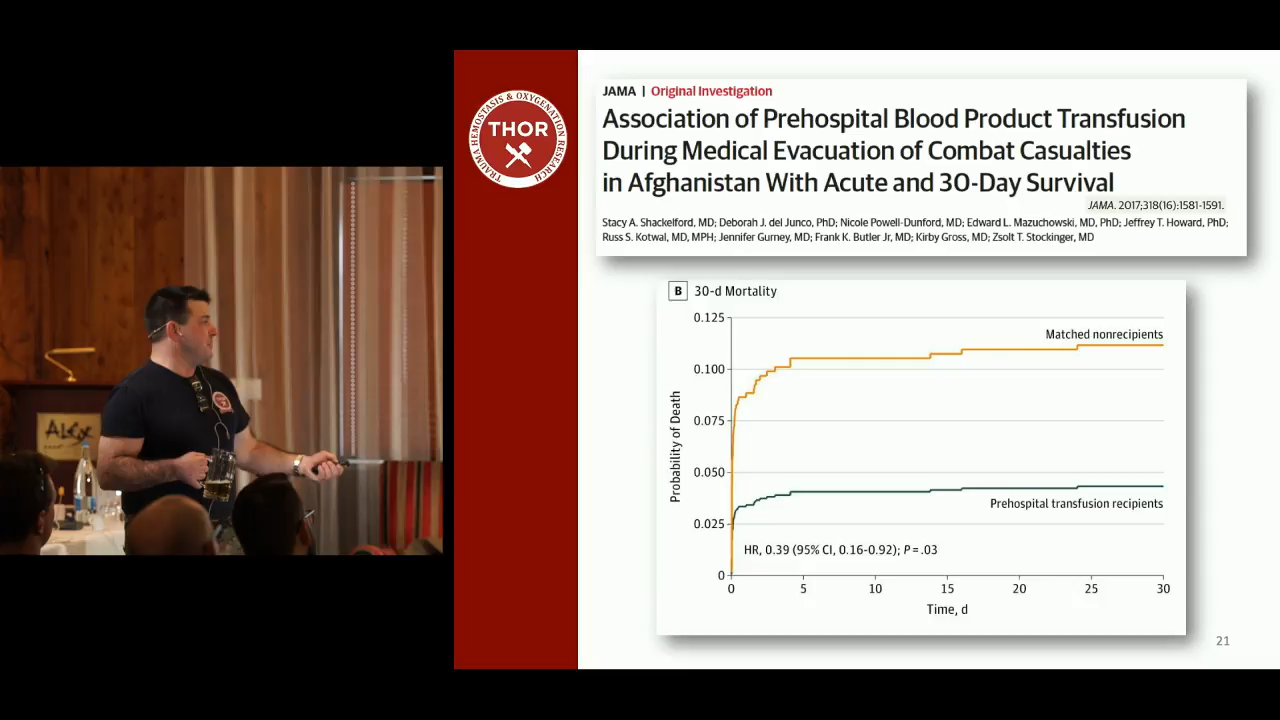 ALEX
TRAUMA HEMOSTASIS & OXYGENATION RESEARCH
THOR
JAMA | Original Investigation
Association of Prehospital Blood Product Transfusion
During Medical Evacuation of Combat Casualties
in Afghanistan With Acute and 30-Day Survival
JAMA. 2017;318(16):1581-1591.
Stacy A. Shackelford, MD; Deborah J. del Junco, PhD; Nicole Powell-Dunford, MD; Edward L. Mazuchowski, MD, PhD; Jeffrey T. Howard, PhD;
Russ S. Kotwal, MD, MPH; Jennifer Gurney, MD; Frank K. Butler Jr, MD; Kirby Gross, MD; Zsolt T. Stockinger, MD
B 30-d Mortality
0.125
0.100
0.075
0.050
0.025
0
Probability of Death
Matched nonrecipients
Prehospital transfusion recipients
HR, 0.39 (95% CI, 0.16-0.92); P=.03
0 5 10 15 20 25 30
Time, d
21